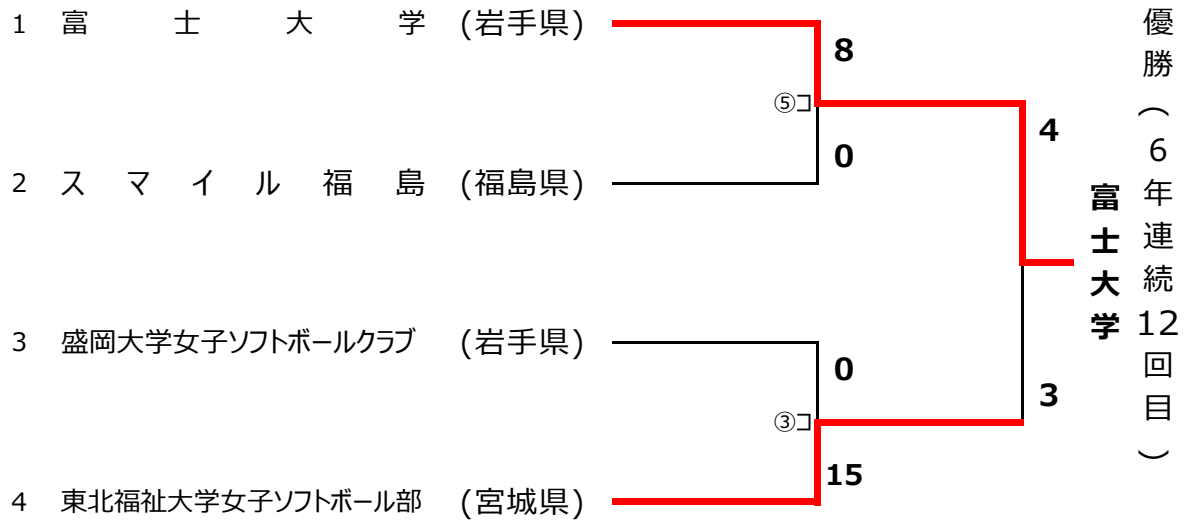 1 富士大学 (岩手県)
8
⑤コ
0
2 スマイル福島 (福島県)
4
3 盛岡大学女子ソフトボールクラブ (岩手県)
0
③コ
15
4 東北福祉大学女子ソフトボール部 (宮城県)
3
富士大学
優勝(6年連続12回目)